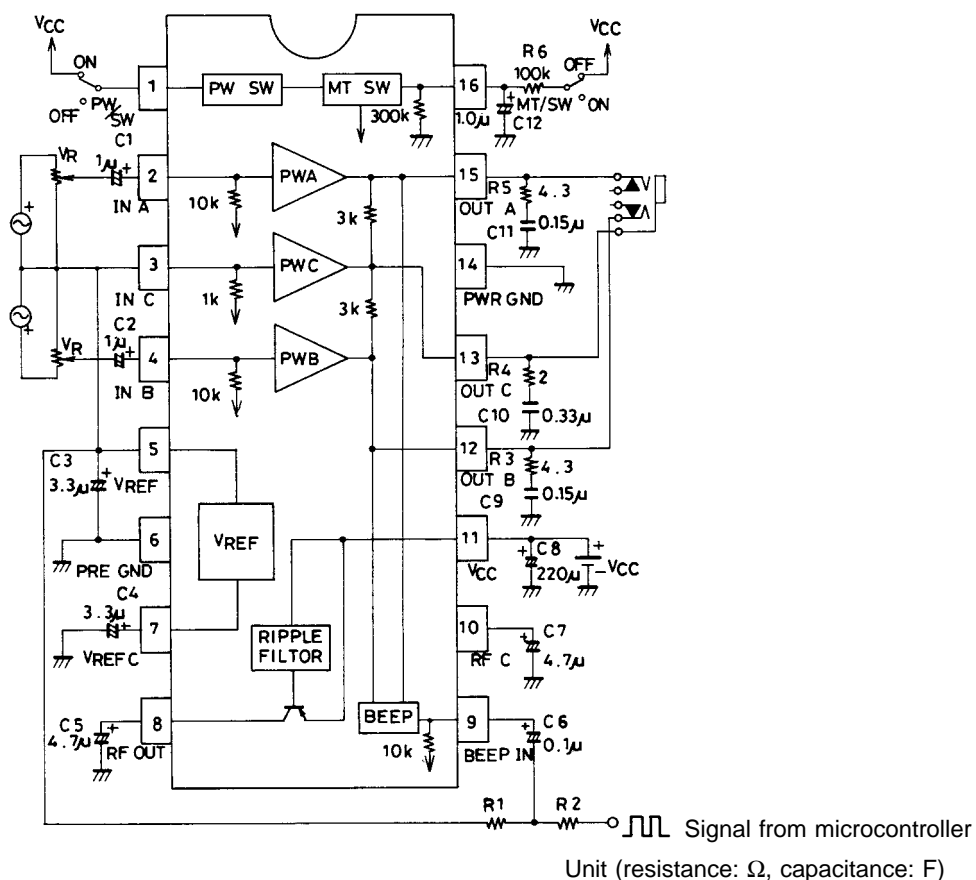 VCC
ON
OFF
PW/SW
1
PW SW
MT SW
300k
16
R6
100k
OFF
VCC
MT/SW
ON
1.0μ
C12
C1
1μ
VR
2
IN A
10k
PWA
3k
15
OUT A
R5
4.3
C11
0.15μ
3
IN C
1k
PWC
3k
14
PWR GND
C2
1μ
VR
4
IN B
10k
PWB
13
OUT C
R4
2
C10
0.33μ
C3
3.3μ
5
VREF
12
OUT B
R3
4.3
C9
0.15μ
6
PRE GND
VREF
11
VCC
C8
220μ
VCC
C4
3.3μ
7
VREF C
RIPPLE
FILTOR
10
RF C
C7
4.7μ
C5
4.7μ
8
RF OUT
BEEP
10k
9
BEEP IN
C6
0.1μ
R1
R2
Signal from microcontroller
Unit (resistance: Ω, capacitance: F)